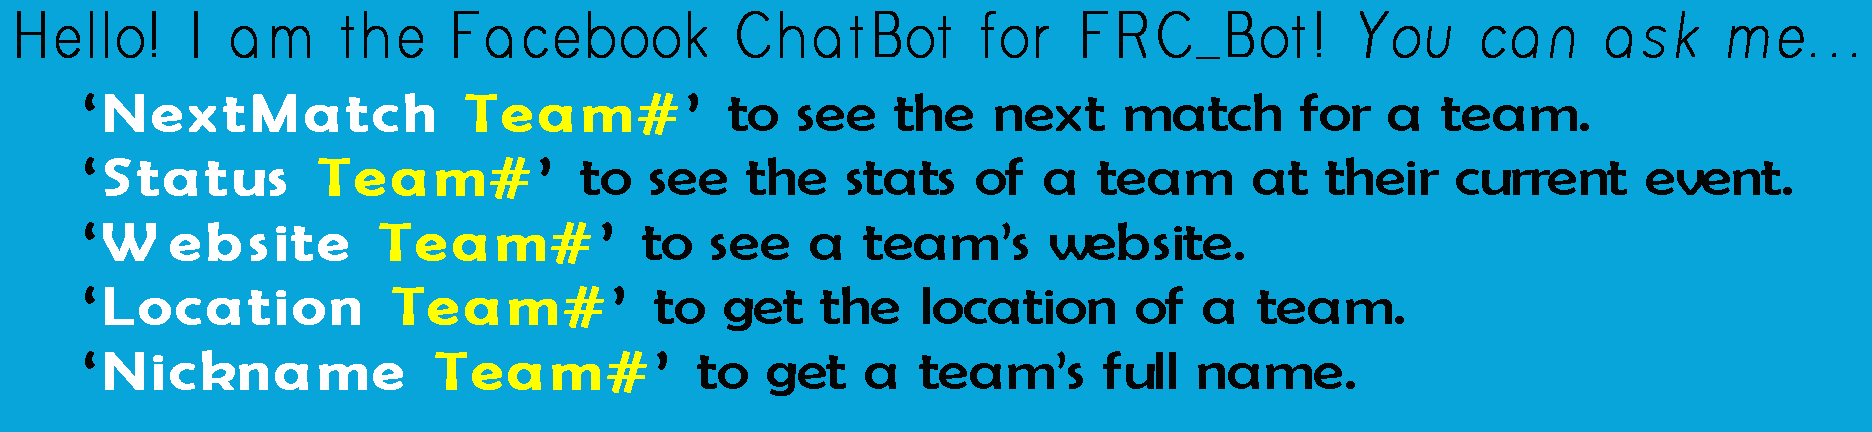 Hello! I am the Facebook ChatBot for FRC_Bot! You can ask me...
‘NextMatch Team#’ to see the next match for a team.
‘Status Team#’ to see the stats of a team at their current event.
‘Website Team#’ to see a team’s website.
‘Location Team#’ to get the location of a team.
‘Nickname Team#’ to get a team’s full name.